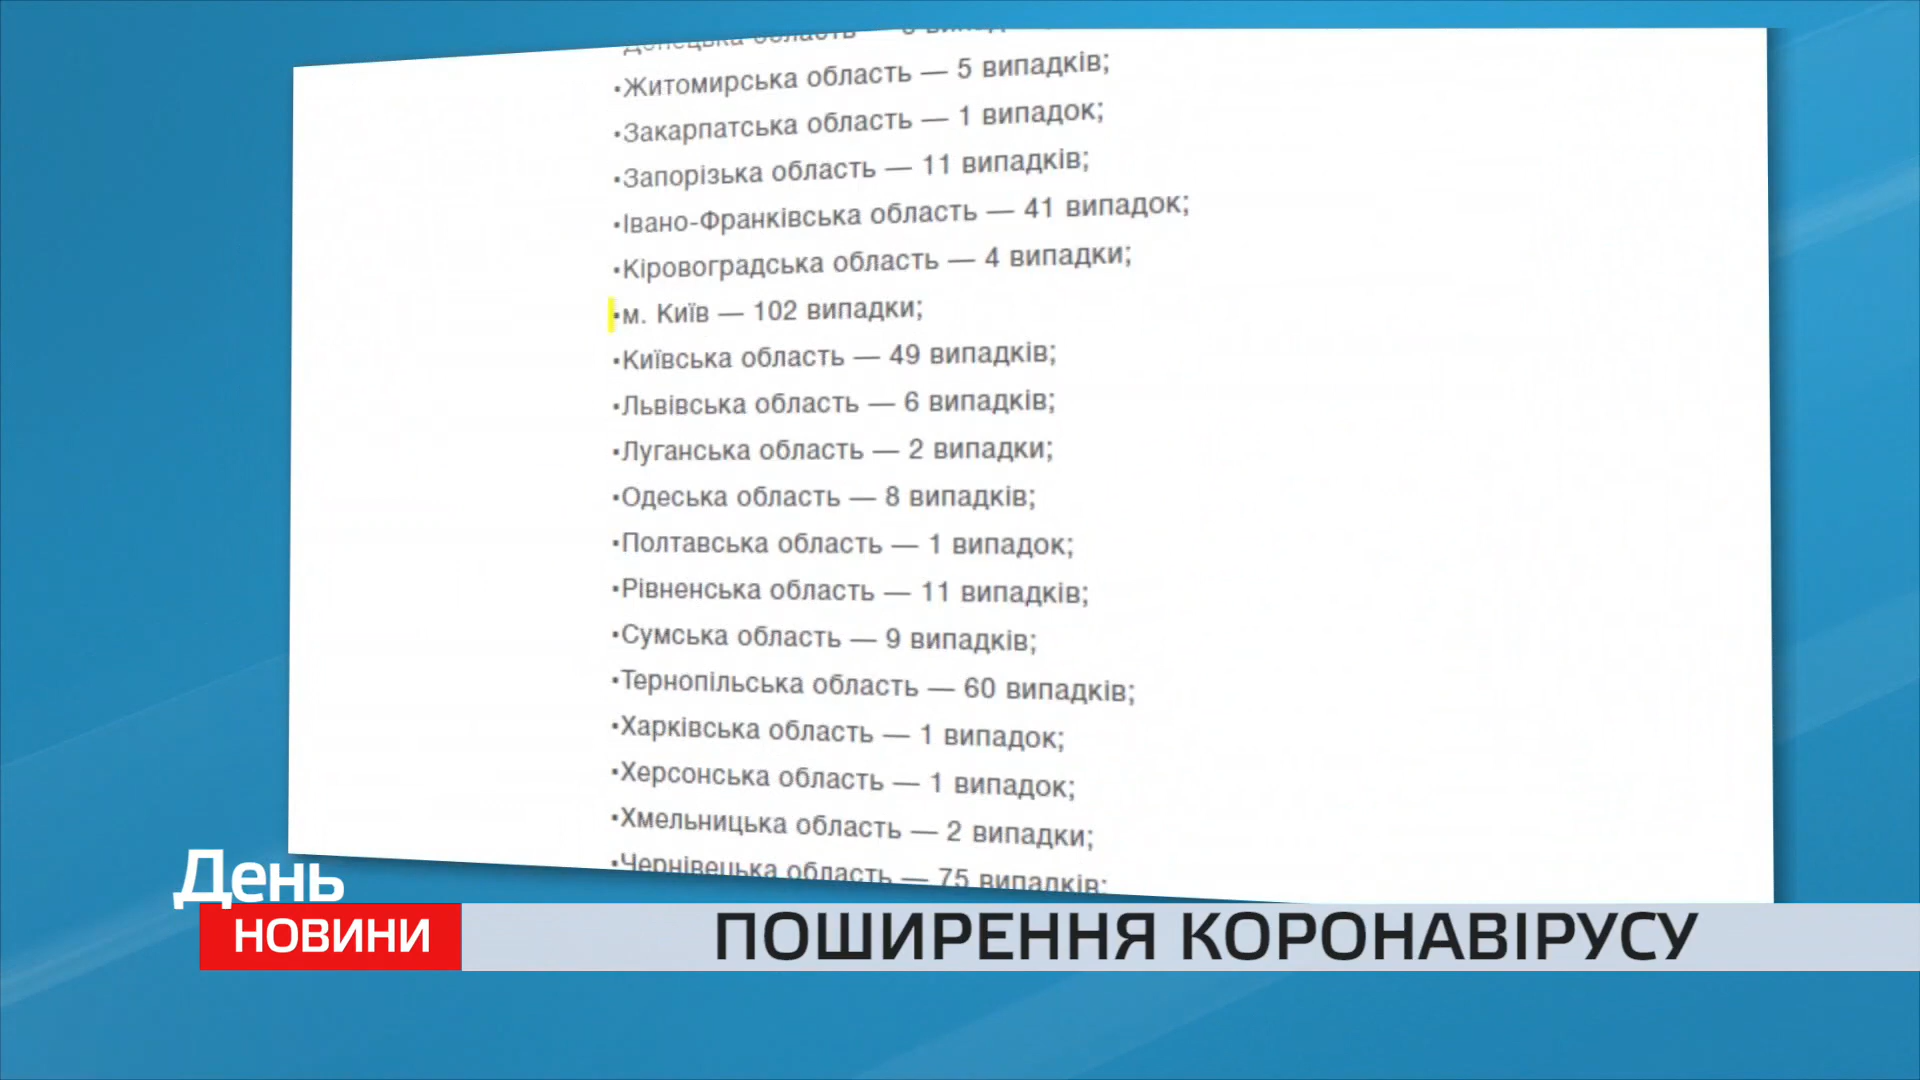 область —
•Житомирська область — 5 випадків;
•Закарпатська область — 1 випадок;
•Запорізька область — 11 випадків;
•Івано-Франківська область — 41 випадок;
•Кіровоградська область — 4 випадки;
•м. Київ — 102 випадки;
•Київська область — 49 випадків;
•Львівська область — 6 випадків;
•Луганська область — 2 випадки;
•Одеська область — 8 випадків;
•Полтавська область — 1 випадок;
•Рівненська область — 11 випадків;
•Сумська область — 9 випадків;
•Тернопільська область — 60 випадків;
•Харківська область — 1 випадок;
•Херсонська область — 1 випадок;
•Хмельницька область — 2 випадки;
•Чернівецька область — 75 випадків;
День
НОВИНИ
ПОШИРЕННЯ КОРОНАВІРУСУ